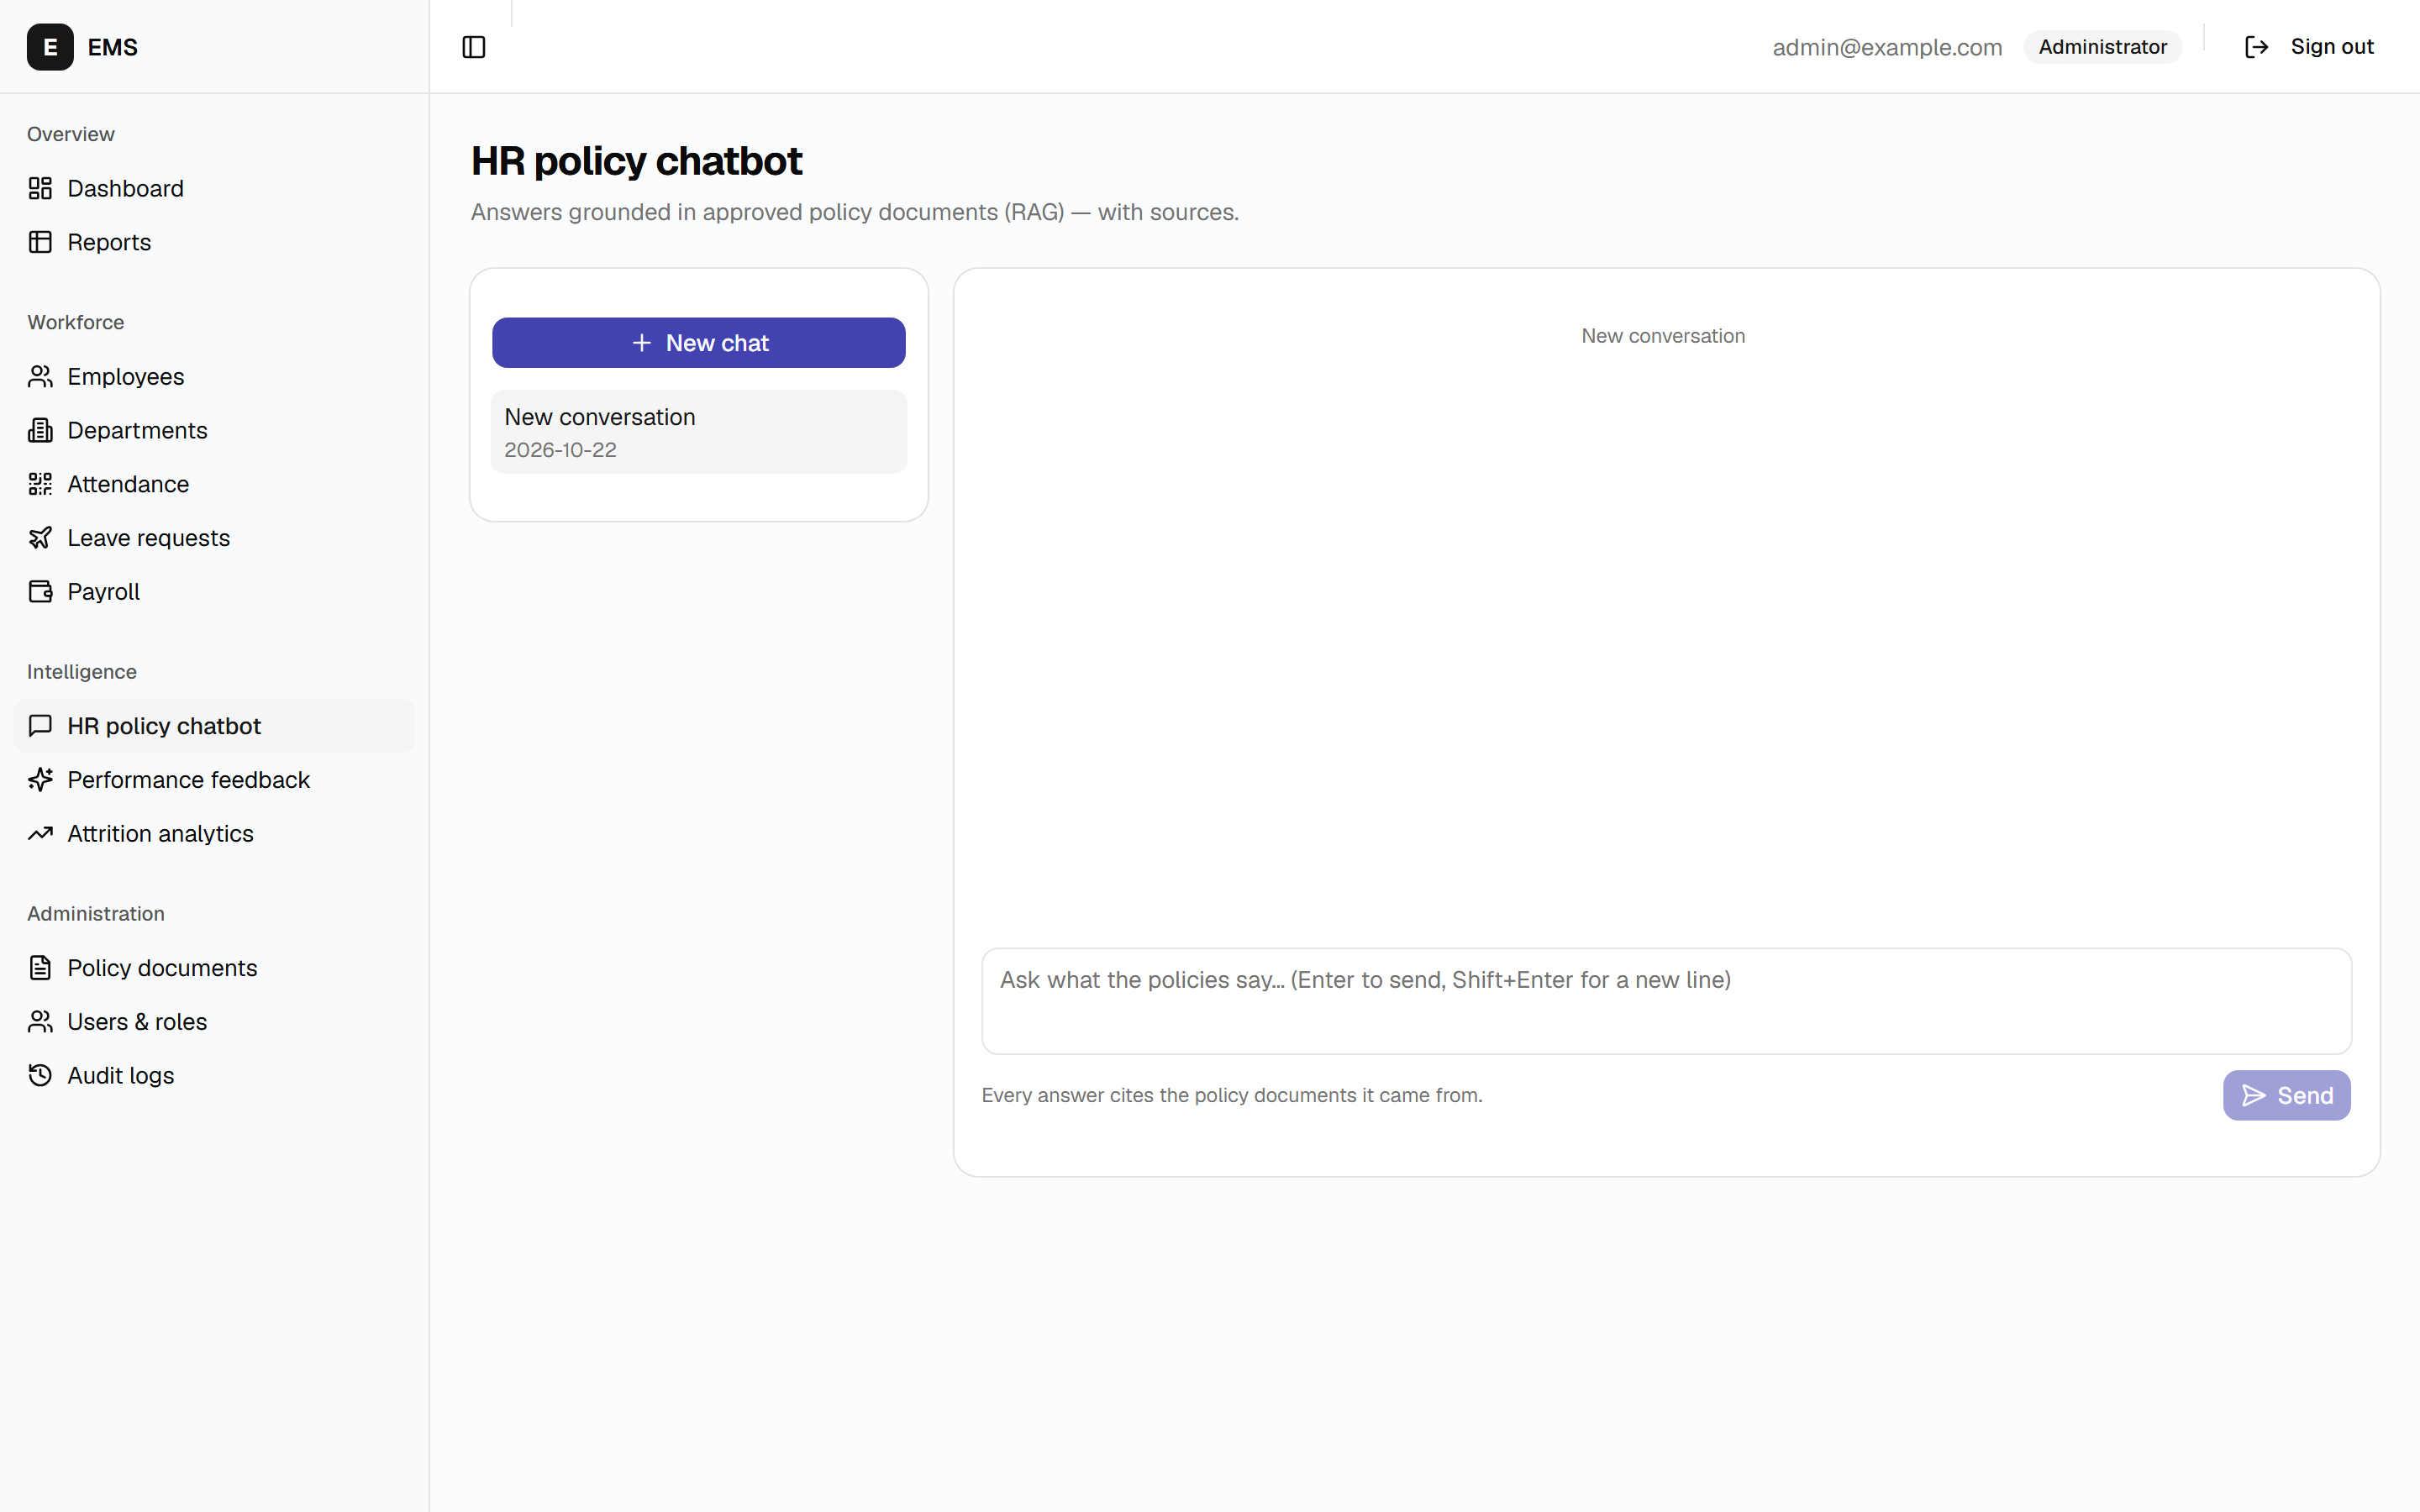 E
EMS
admin@example.com
Administrator
Sign out
Overview
Dashboard
Reports
Workforce
Employees
Departments
Attendance
Leave requests
Payroll
Intelligence
HR policy chatbot
Performance feedback
Attrition analytics
Administration
Policy documents
Users & roles
Audit logs
HR policy chatbot
Answers grounded in approved policy documents (RAG) — with sources.
New chat
New conversation
2026-10-22
New conversation
Ask what the policies say... (Enter to send, Shift+Enter for a new line)
Every answer cites the policy documents it came from.
Send